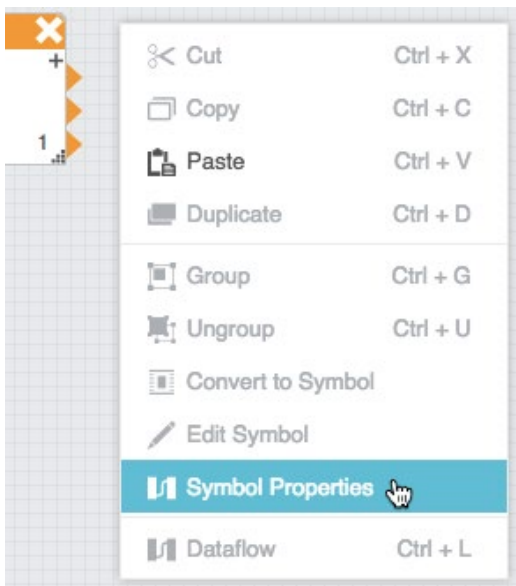 +
1
Cut Ctrl + X
Copy Ctrl + C
Paste Ctrl + V
Duplicate Ctrl + D
Group Ctrl + G
Ungroup Ctrl + U
Convert to Symbol
Edit Symbol
Symbol Properties
Dataflow Ctrl + L